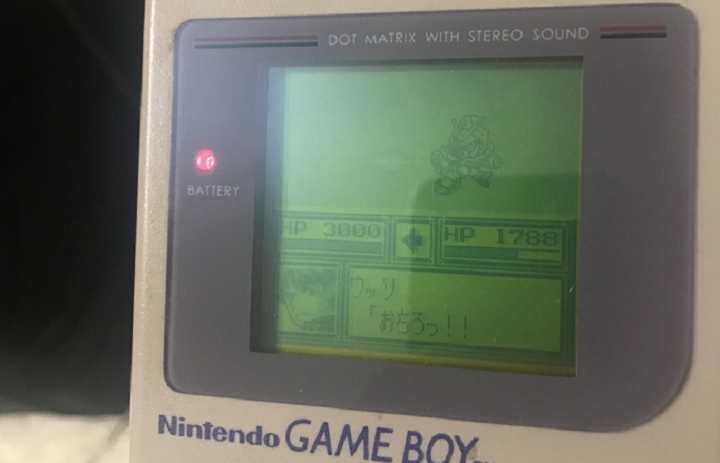 DOT MATRIX WITH STEREO SOUND
BATTERY
HP 3000
HP 1788
ウッソ
「おちろっ!!
Nintendo GAME BOY